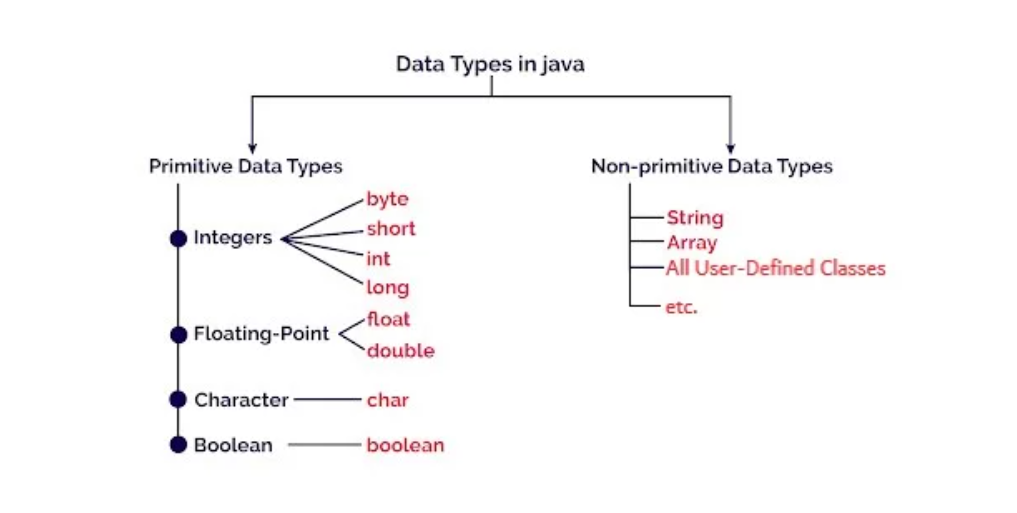 Data Types in java
Primitive Data Types
Integers
byte
short
int
long
Floating-Point
float
double
Character
char
Boolean
boolean
Non-primitive Data Types
String
Array
All User-Defined Classes
etc.